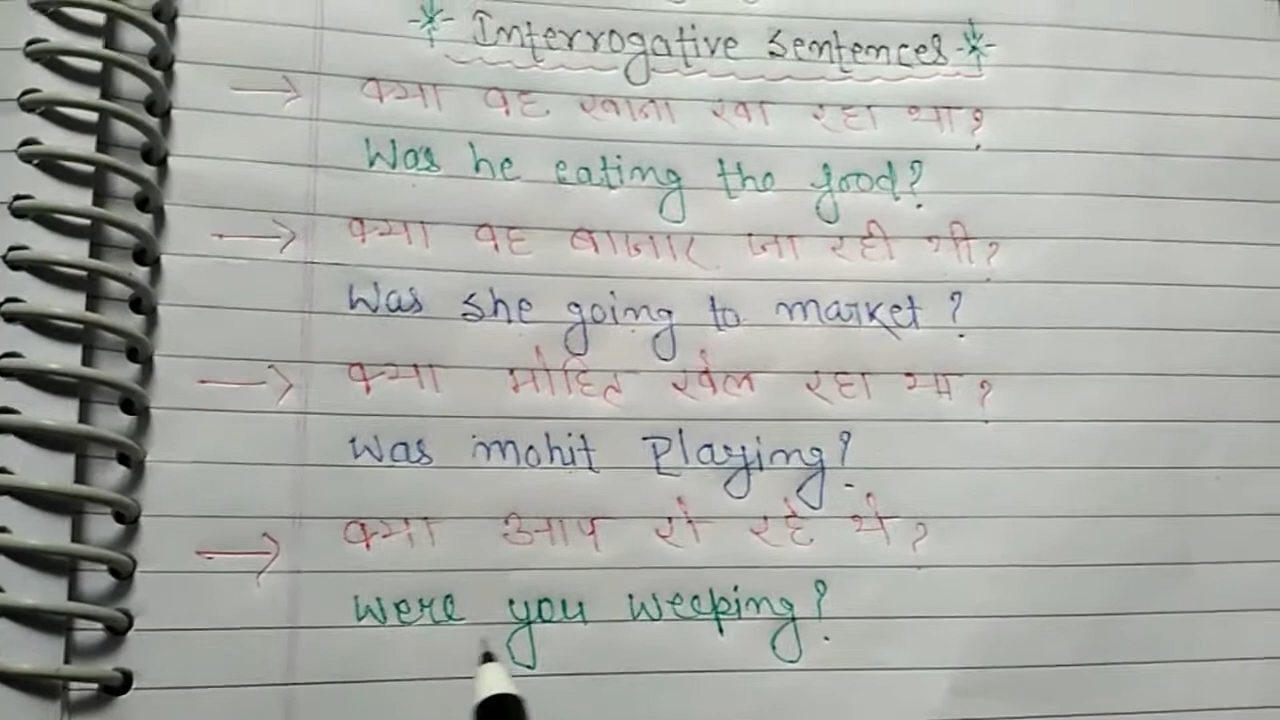 Interrogative Sentences
क्या वह खाना खा रहा था?
Was he eating the food?
क्या वह बाजार जा रही थी?
Was she going to market?
क्या मोहित खेल रहा था?
Was mohit Playing?
क्या आप रो रहे थे?
Were you weeping?